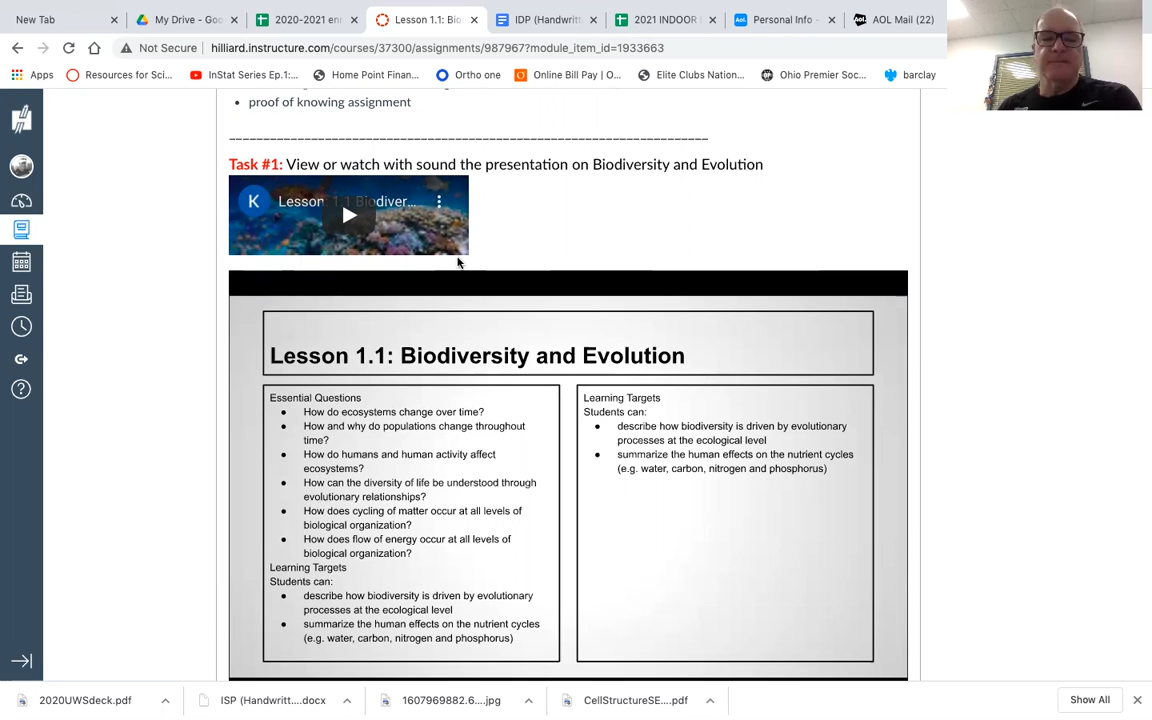 New Tab
My Drive - Goo
2020-2021 enr
Lesson 1.1: Bio
IDP (Handwritt
2021 INDOOR
Personal Info -
AOL Mail (22)
Not Secure
hilliard.instructure.com/courses/37300/assignments/987967?module_item_id=1933663
Apps
Resources for Sci...
InStat Series Ep.1:...
Home Point Finan...
Ortho one
Online Bill Pay | O...
Elite Clubs Nation...
Ohio Premier Soc...
barclay
proof of knowing assignment
Task #1: View or watch with sound the presentation on Biodiversity and Evolution
K
Lesson 1.1 Biodiver...
Lesson 1.1: Biodiversity and Evolution
Essential Questions
How do ecosystems change over time?
How and why do populations change throughout
time?
How do humans and human activity affect
ecosystems?
How can the diversity of life be understood through
evolutionary relationships?
How does cycling of matter occur at all levels of
biological organization?
How does flow of energy occur at all levels of
biological organization?
Learning Targets
Students can:
describe how biodiversity is driven by evolutionary
processes at the ecological level
summarize the human effects on the nutrient cycles
(e.g. water, carbon, nitrogen and phosphorus)
Learning Targets
Students can:
describe how biodiversity is driven by evolutionary
processes at the ecological level
summarize the human effects on the nutrient cycles
(e.g. water, carbon, nitrogen and phosphorus)
2020UWSdeck.pdf
ISP (Handwritt....docx
1607969882.6....jpg
CellStructureSE....pdf
Show All